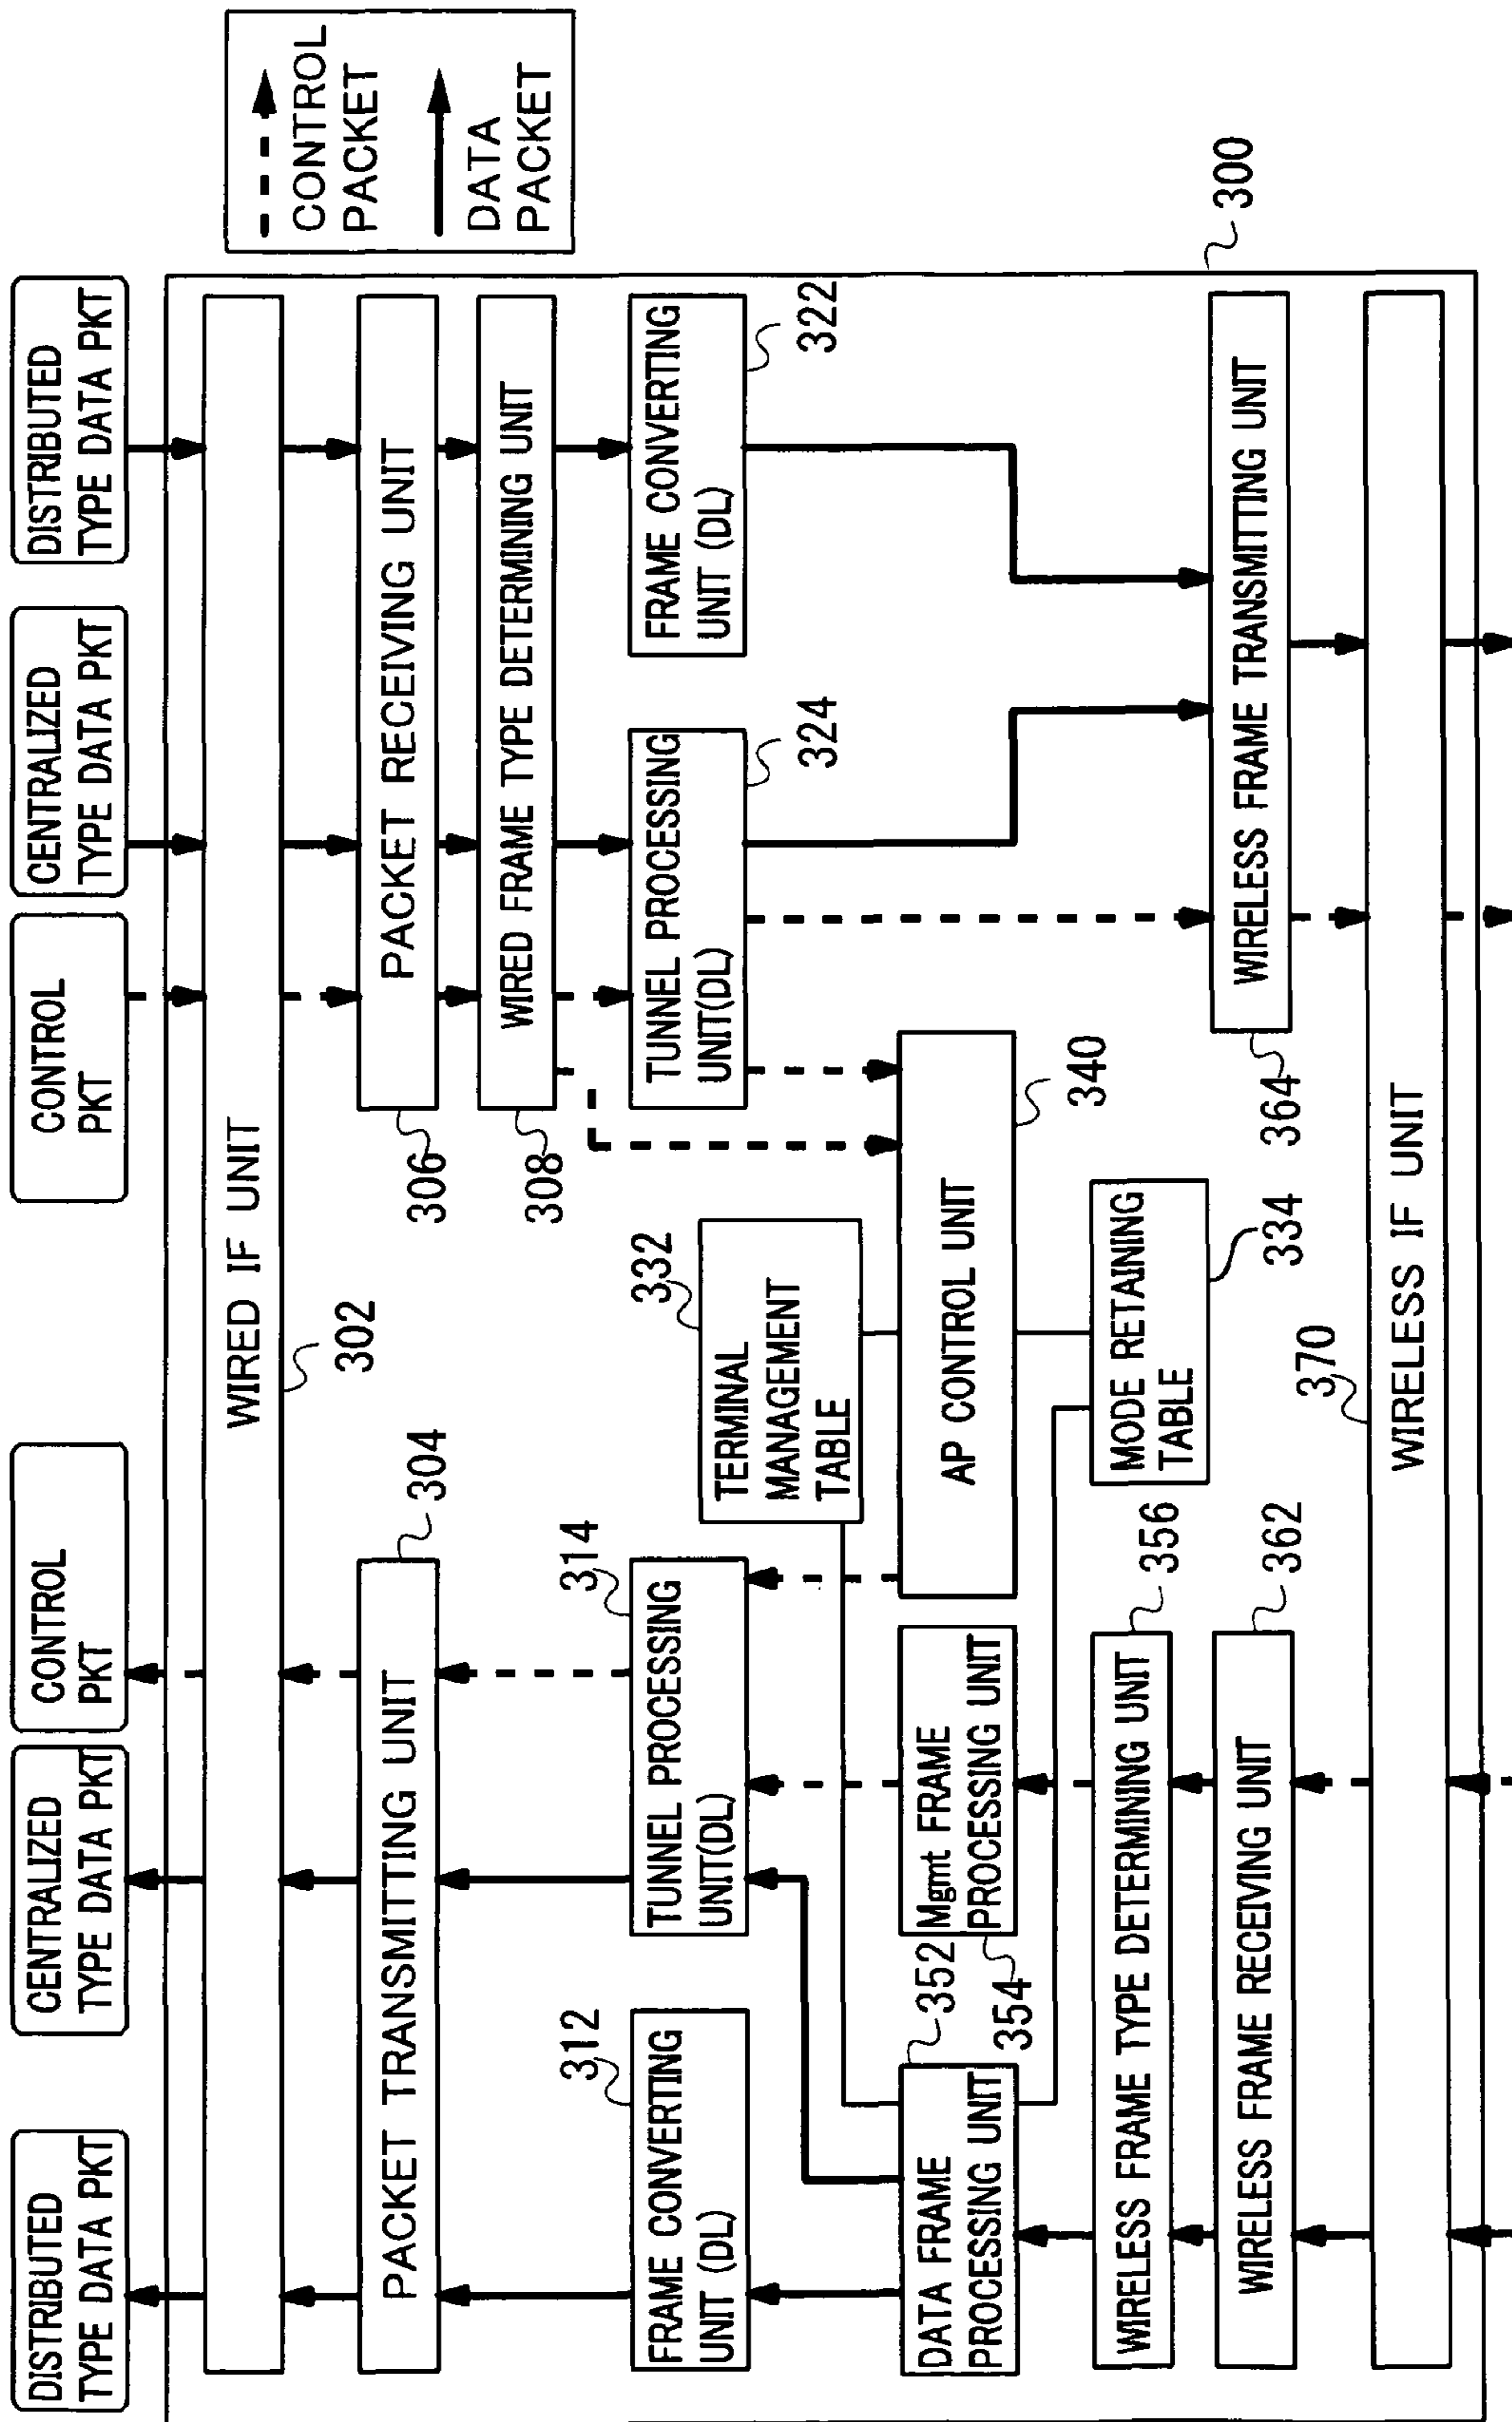 DISTRIBUTED
TYPE DATA PKT
CENTRALIZED
TYPE DATA PKT
CONTROL
PKT
CONTROL
PKT
CENTRALIZED
TYPE DATA PKT
DISTRIBUTED
TYPE DATA PKT
CONTROL
PACKET
DATA
PACKET
WIRED IF UNIT
302
PACKET TRANSMITTING UNIT
304
PACKET RECEIVING UNIT
306
WIRED FRAME TYPE DETERMINING UNIT
308
FRAME CONVERTING
UNIT (DL)
312
TUNNEL PROCESSING
UNIT(DL)
314
TUNNEL PROCESSING
UNIT(DL)
324
FRAME CONVERTING
UNIT (DL)
322
TERMINAL
MANAGEMENT
TABLE
332
DATA FRAME
PROCESSING UNIT
352
Mgmt FRAME
PROCESSING UNIT
354
AP CONTROL UNIT
340
MODE RETAINING
TABLE
334
WIRELESS FRAME TYPE DETERMINING UNIT
356
WIRELESS FRAME RECEIVING UNIT
362
WIRELESS FRAME TRANSMITTING UNIT
364
300
WIRELESS IF UNIT
370